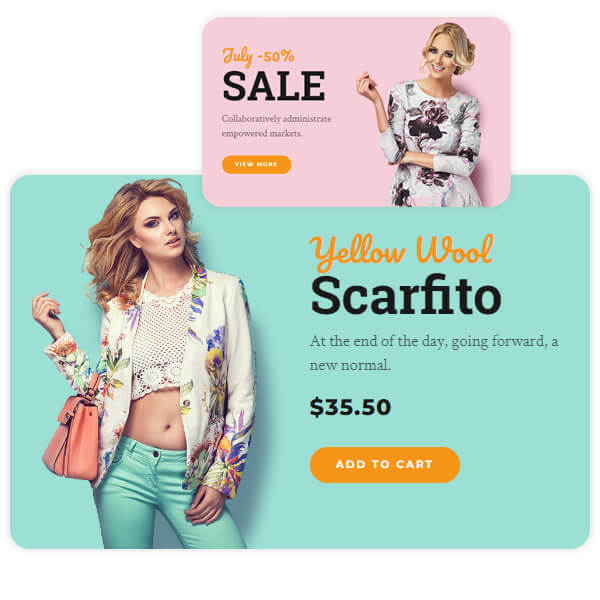 July -50%
SALE
Collaboratively administrate
empowered markets.
VIEW MORE
Yellow Wool
Scarfito
At the end of the day, going forward, a
new normal.
$35.50
ADD TO CART